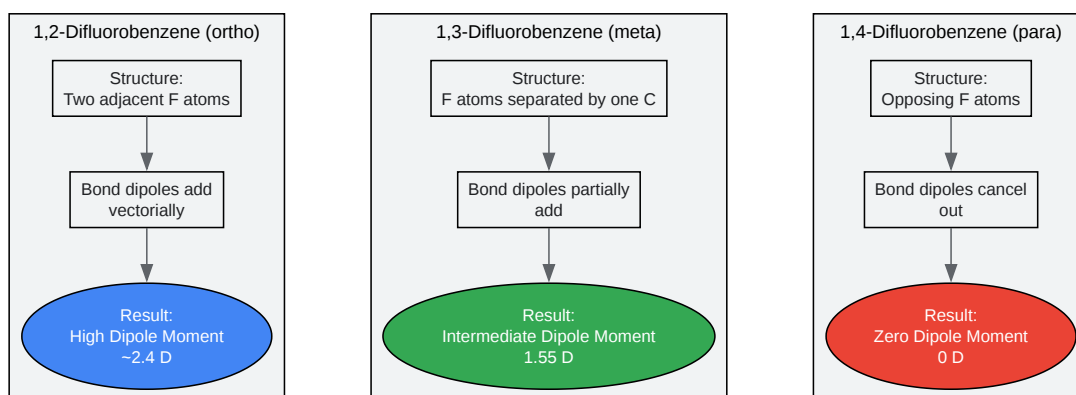 1,2-Difluorobenzene (ortho)
Structure:
Two adjacent F atoms
Bond dipoles add
vectorially
Result:
High Dipole Moment
~2.4 D
1,3-Difluorobenzene (meta)
Structure:
F atoms separated by one C
Bond dipoles partially
add
Result:
Intermediate Dipole Moment
1.55 D
1,4-Difluorobenzene (para)
Structure:
Opposing F atoms
Bond dipoles cancel
out
Result:
Zero Dipole Moment
0 D